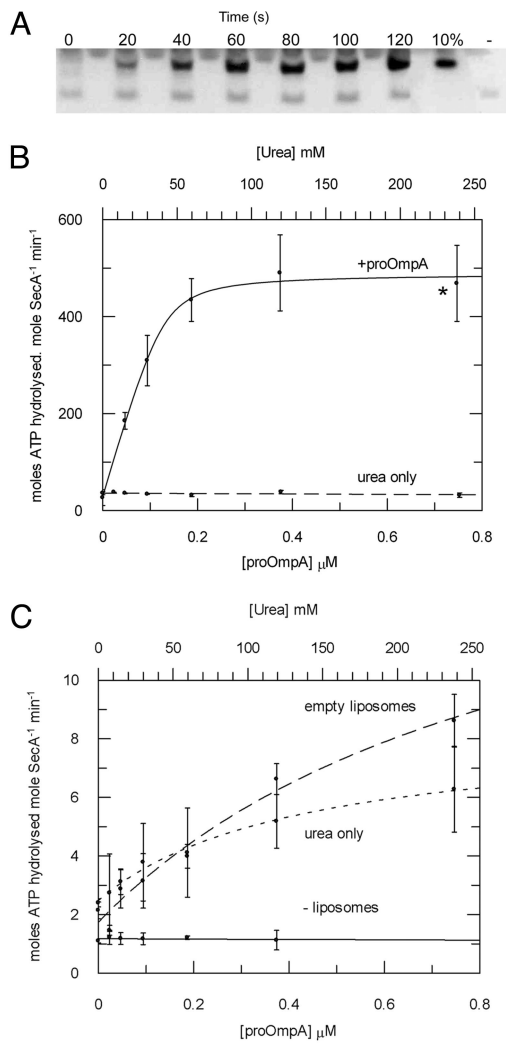 A
Time (s)
0 20 40 60 80 100 120 10% -
B
[Urea] mM
0 50 100 150 200 250
600
400
200
0
moles ATP hydrolysed. mole SecA-1 min-1
+proOmpA
*
urea only
0 0.2 0.4 0.6 0.8
[proOmpA] µM
C
[Urea] mM
0 50 100 150 200 250
10
8
6
4
2
0
moles ATP hydrolysed mole SecA-1 min-1
empty liposomes
urea only
- liposomes
0 0.2 0.4 0.6 0.8
[proOmpA] µM